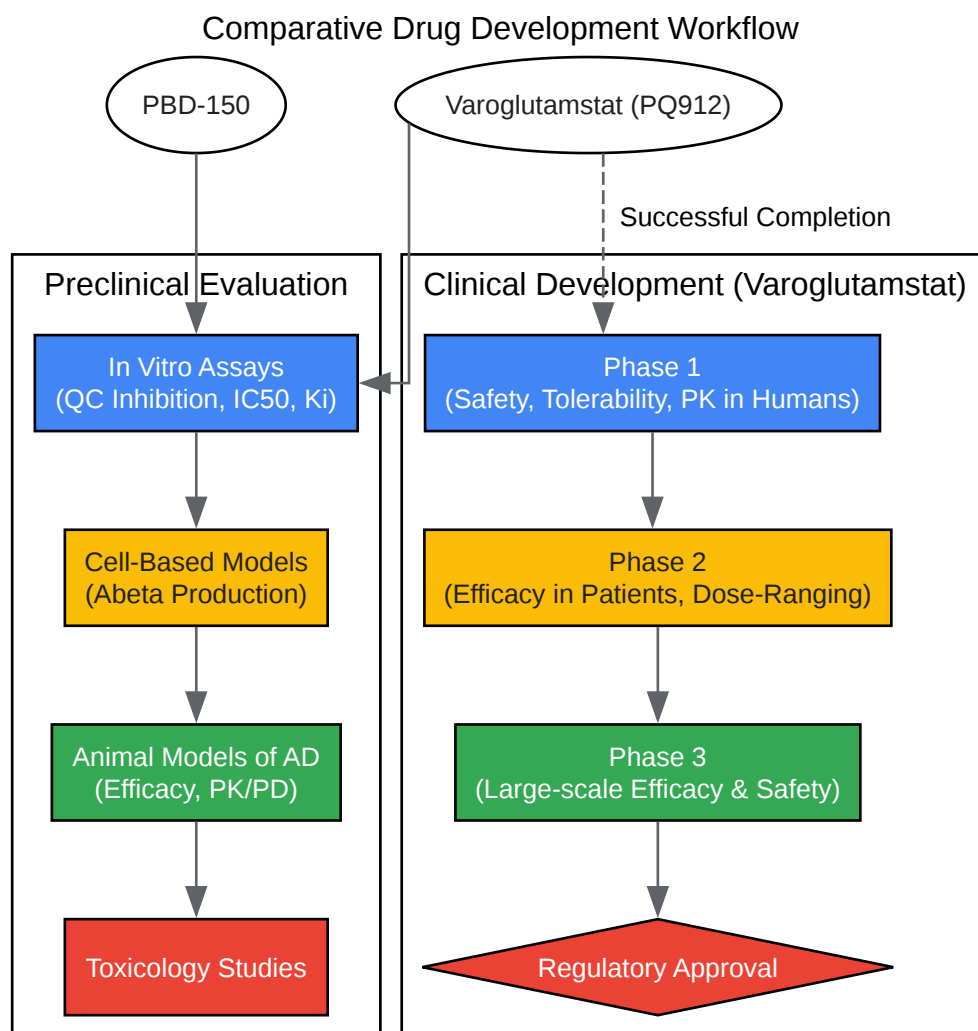 Comparative Drug Development Workflow
PBD-150
Varoglutamstat (PQ912)
Successful Completion
Preclinical Evaluation
In Vitro Assays
(QC Inhibition, IC50, Ki)
Cell-Based Models
(Abeta Production)
Animal Models of AD
(Efficacy, PK/PD)
Toxicology Studies
Clinical Development (Varoglutamstat)
Phase 1
(Safety, Tolerability, PK in Humans)
Phase 2
(Efficacy in Patients, Dose-Ranging)
Phase 3
(Large-scale Efficacy & Safety)
Regulatory Approval